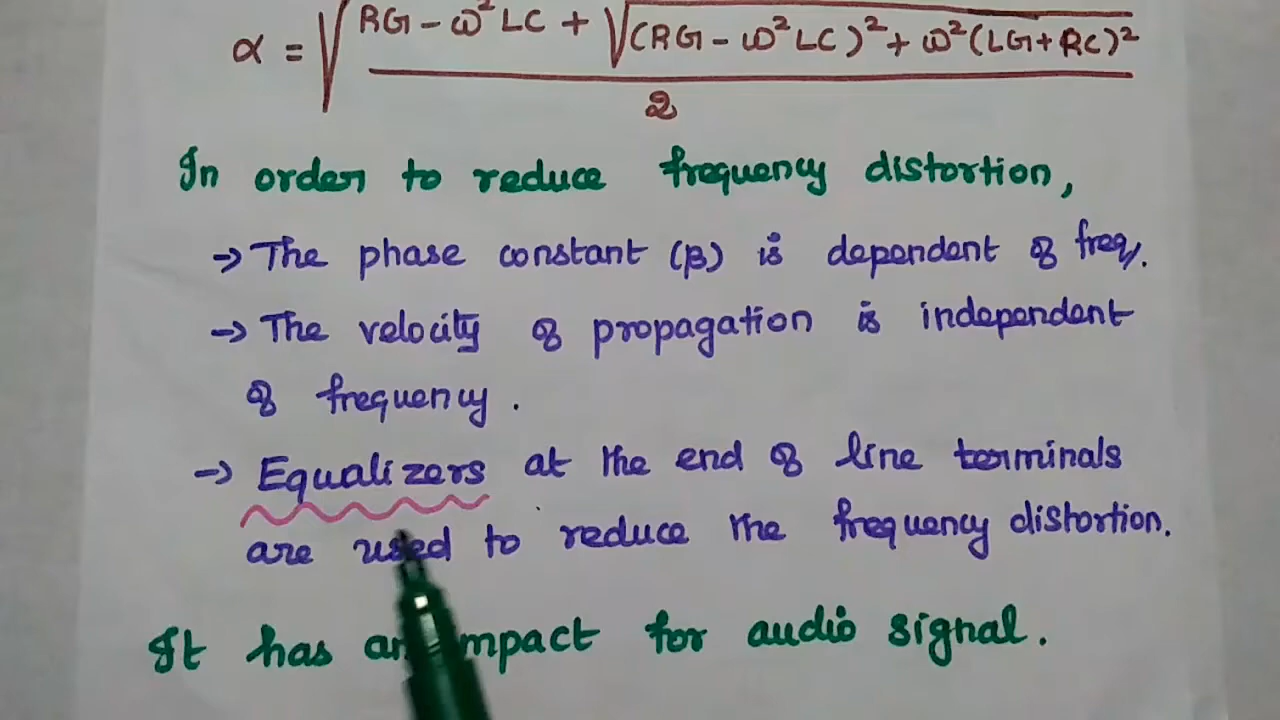 α = √(RG - ω²LC + √(RG - ω²LC)² + ω²(LG+RC)²
2
In order to reduce frequency distortion,
→ The phase constant (β) is dependent of freq.
→ The velocity of propagation is independent
of frequency.
→ Equalizers at the end of line terminals
are used to reduce the frequency distortion.
It has an impact for audio signal.